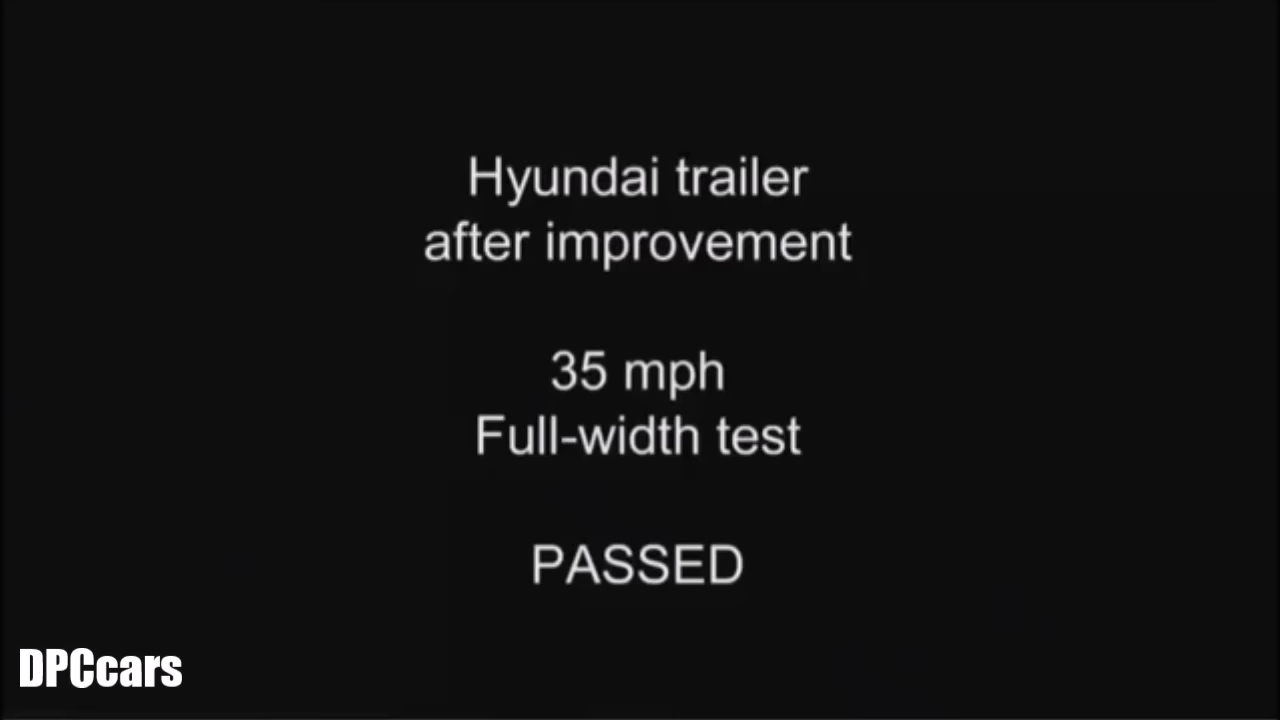 Hyundai trailer
after improvement
35 mph
Full-width test
PASSED
DPCcars